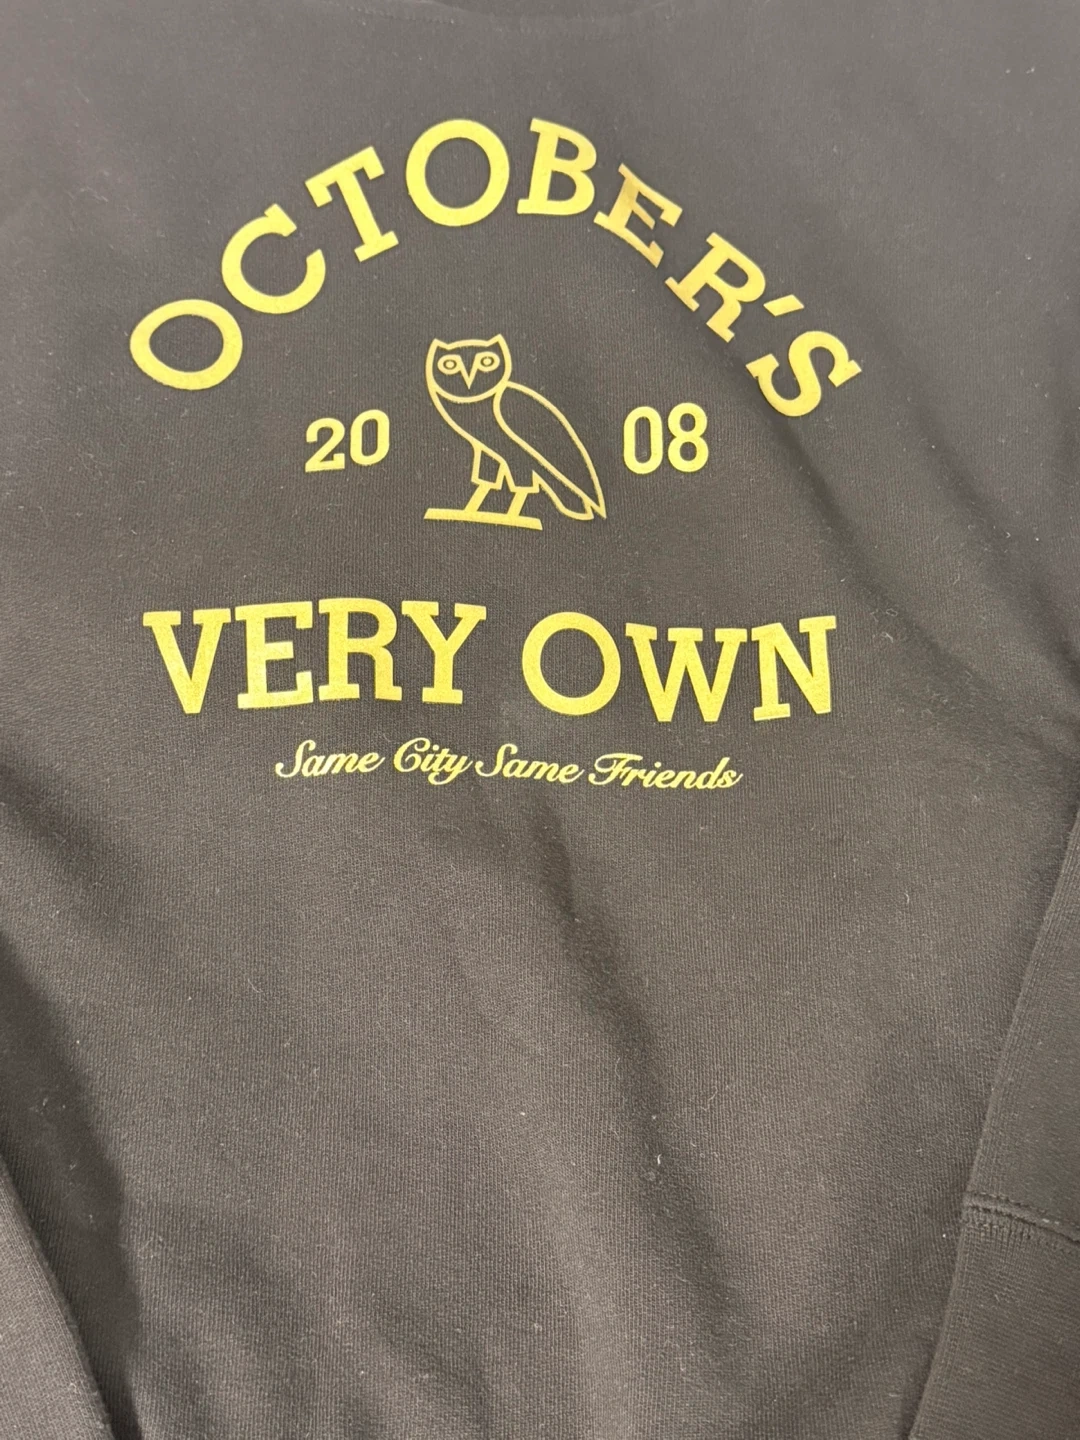 OCTOBER'S
20 08
VERY OWN
Same City Same Friends